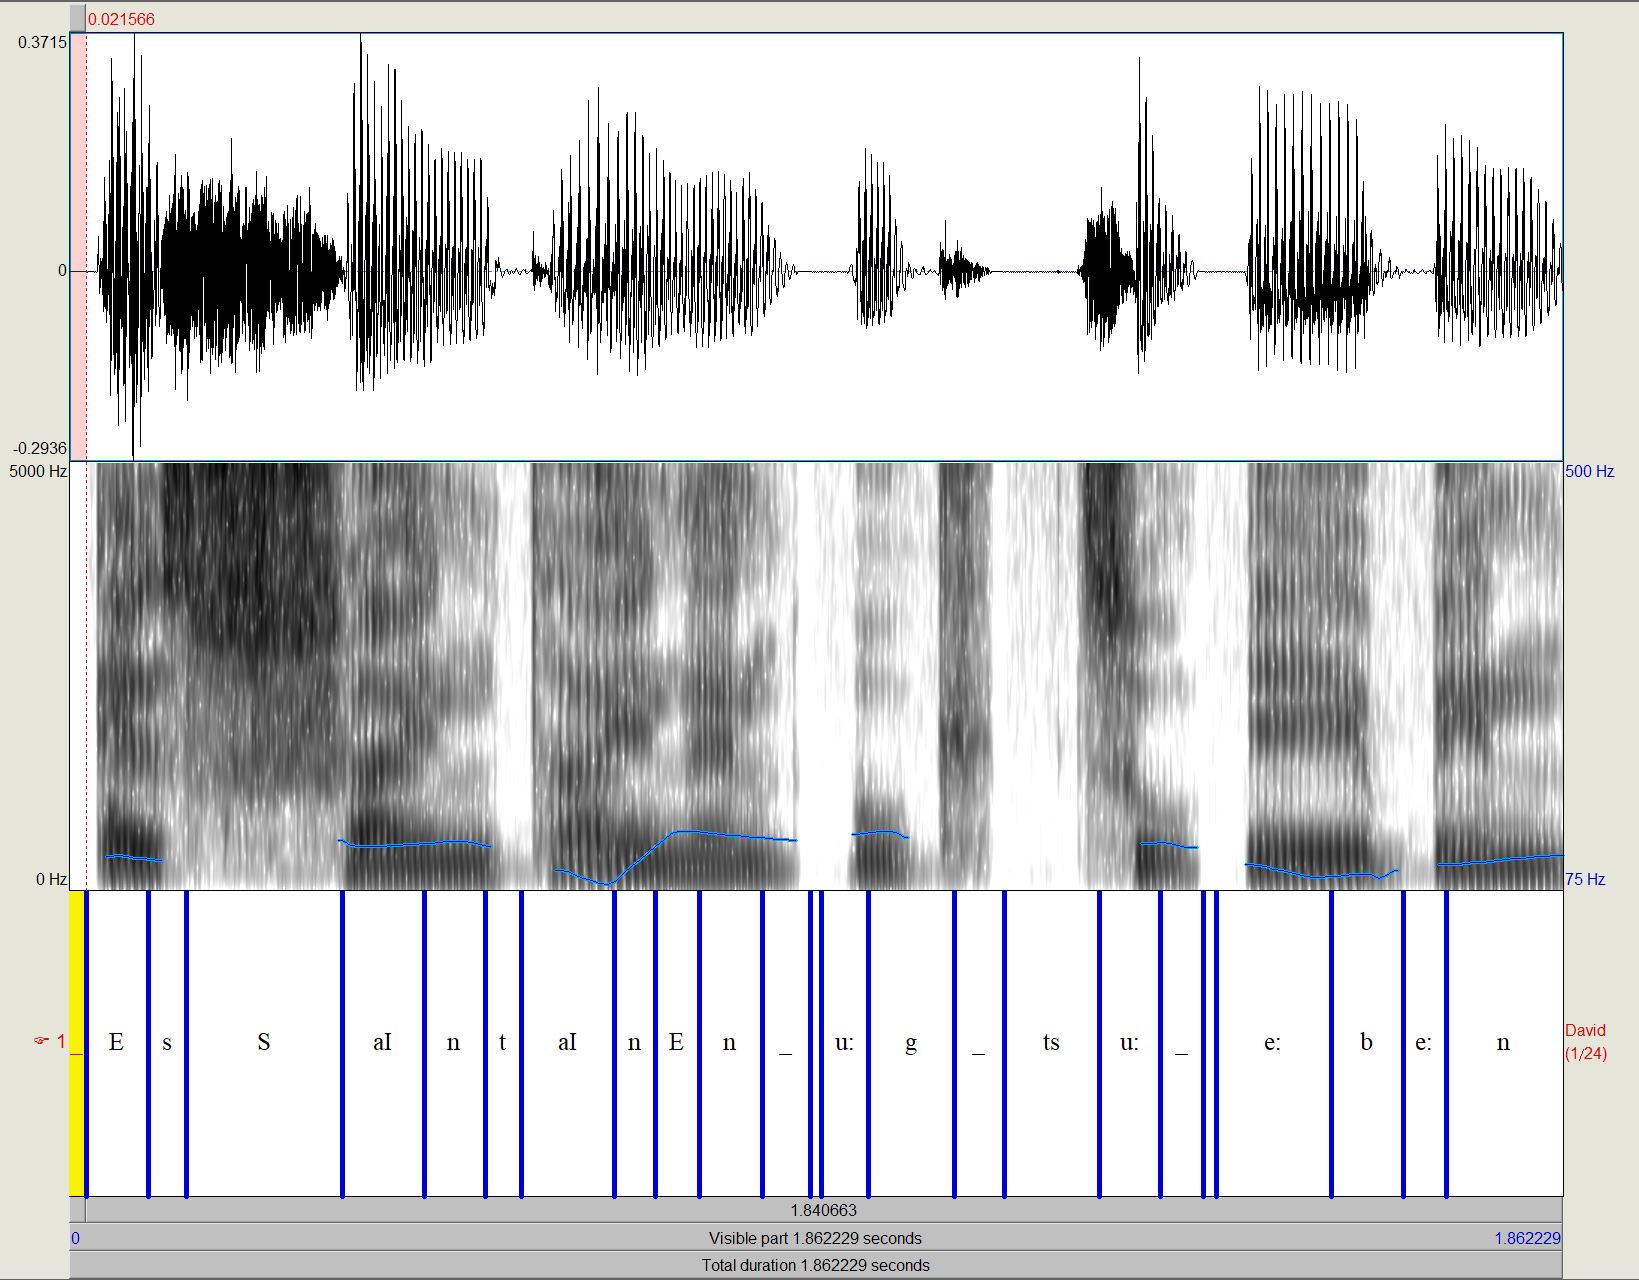 0.021566
0.3715
0
-0.2936
5000 Hz 500 Hz
0 Hz 75 Hz
☞ 1 E s S aI n t aI n E n _ u: g _ ts u: _ e: b e: n David
(1/24)
1.840663
0 Visible part 1.862229 seconds 1.862229
Total duration 1.862229 seconds